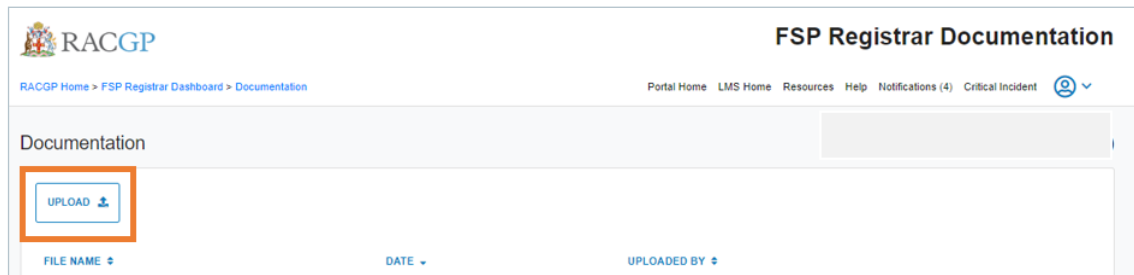 RACGP
FSP Registrar Documentation
RACGP Home > FSP Registrar Dashboard > Documentation
Portal Home LMS Home Resources Help Notifications (4) Critical Incident
Documentation
UPLOAD
FILE NAME DATE UPLOADED BY